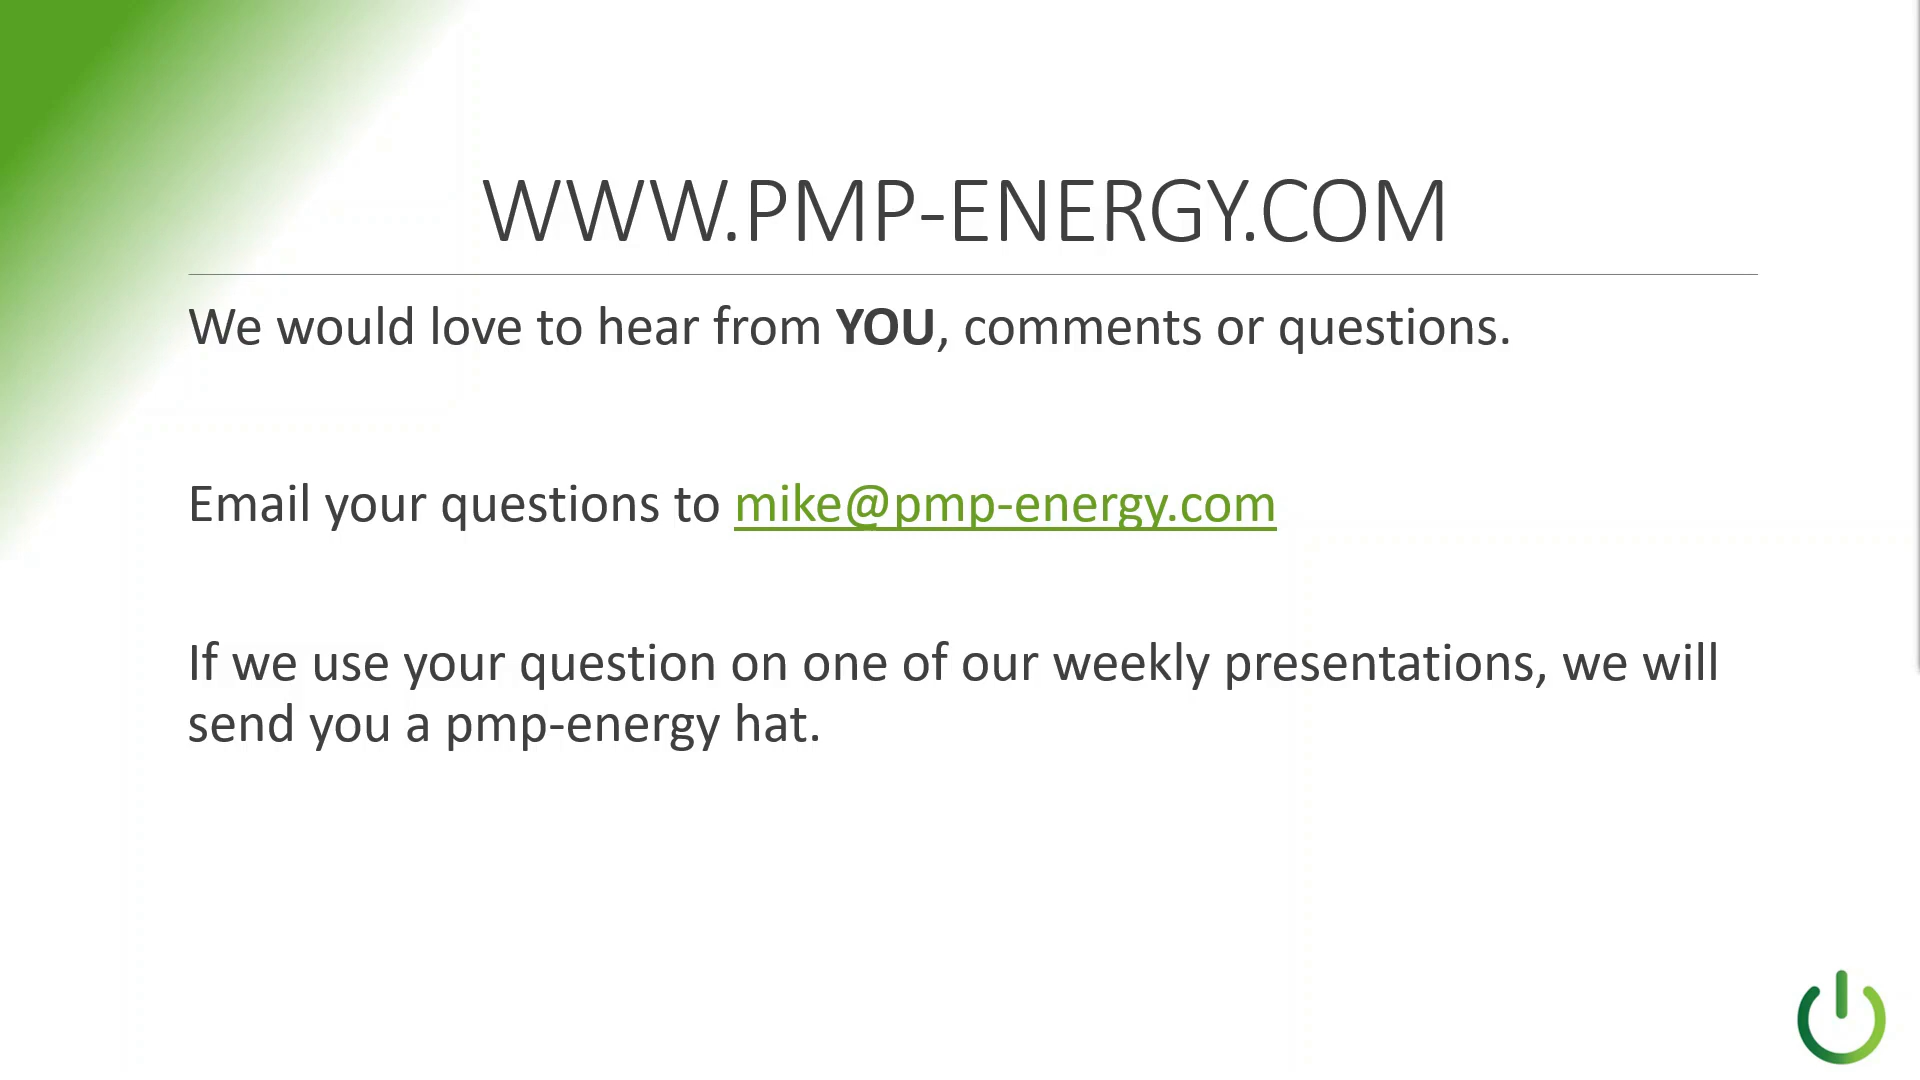 WWW.PMP-ENERGY.COM
We would love to hear from YOU, comments or questions.
Email your questions to mike@pmp-energy.com
If we use your question on one of our weekly presentations, we will
send you a pmp-energy hat.